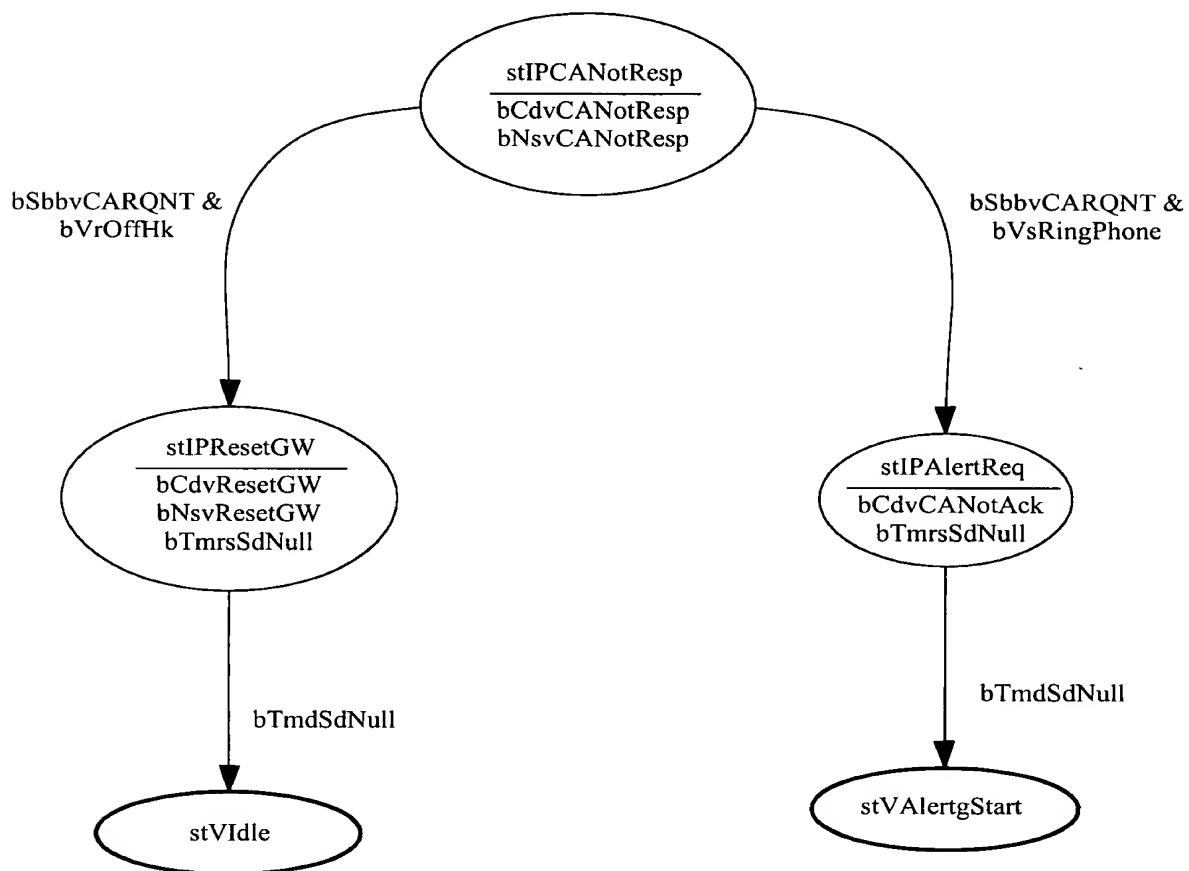 stIPCANotResp
bCdvCANotResp
bNsvCANotResp
bSbbvCARQNT &
bVrOffHk
bSbbvCARQNT &
bVsRingPhone
stIPResetGW
bCdvResetGW
bNsvResetGW
bTmrsSdNull
stIPAlertReq
bCdvCANotAck
bTmrsSdNull
bTmdSdNull
bTmdSdNull
stVIdle
stVAlertgStart